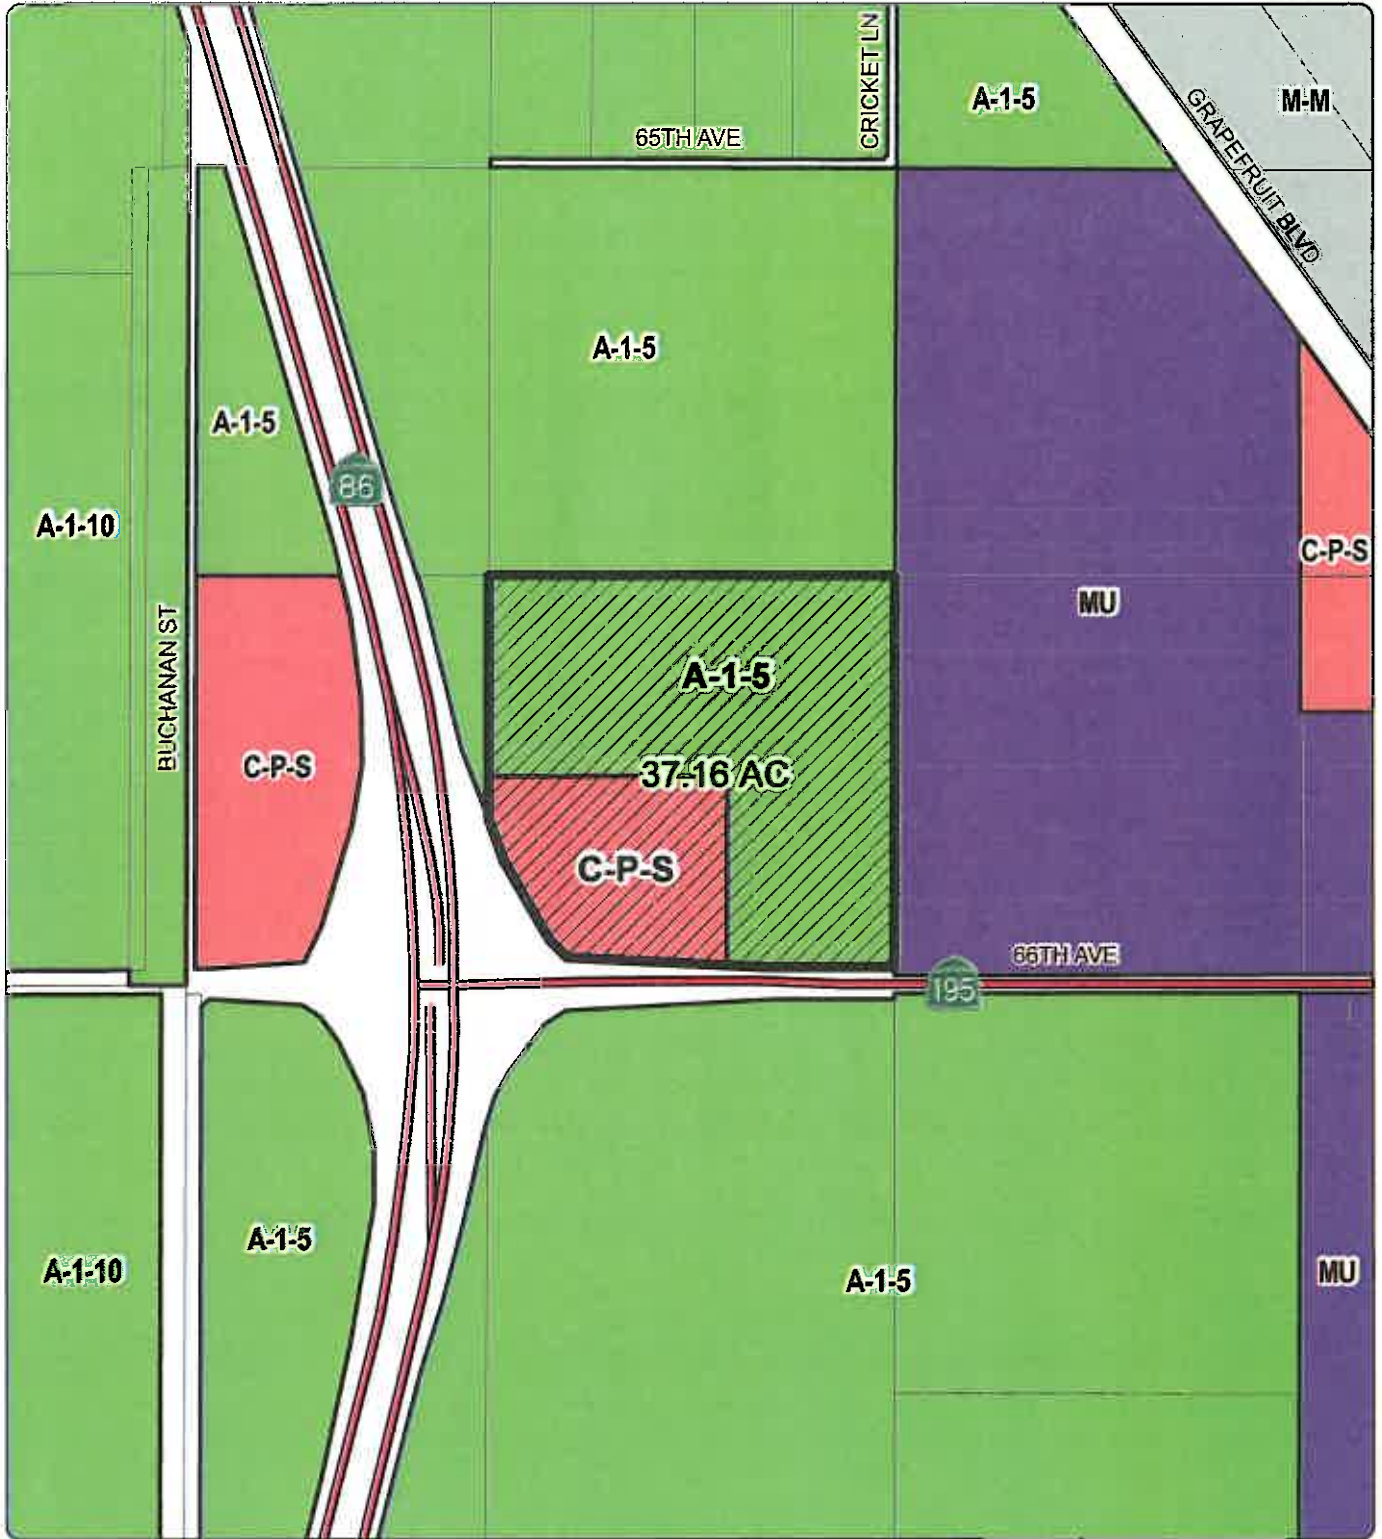 CRICKET LN
A-1-5
M-M
65TH AVE
GRAPEFRUIT BLVD
A-1-5
A-1-5
86
A-1-10
C-P-S
MU
BUCHANAN ST
A-1-5
C-P-S
37.16 AC
C-P-S
66TH AVE
195
A-1-5
A-1-10
A-1-5
MU